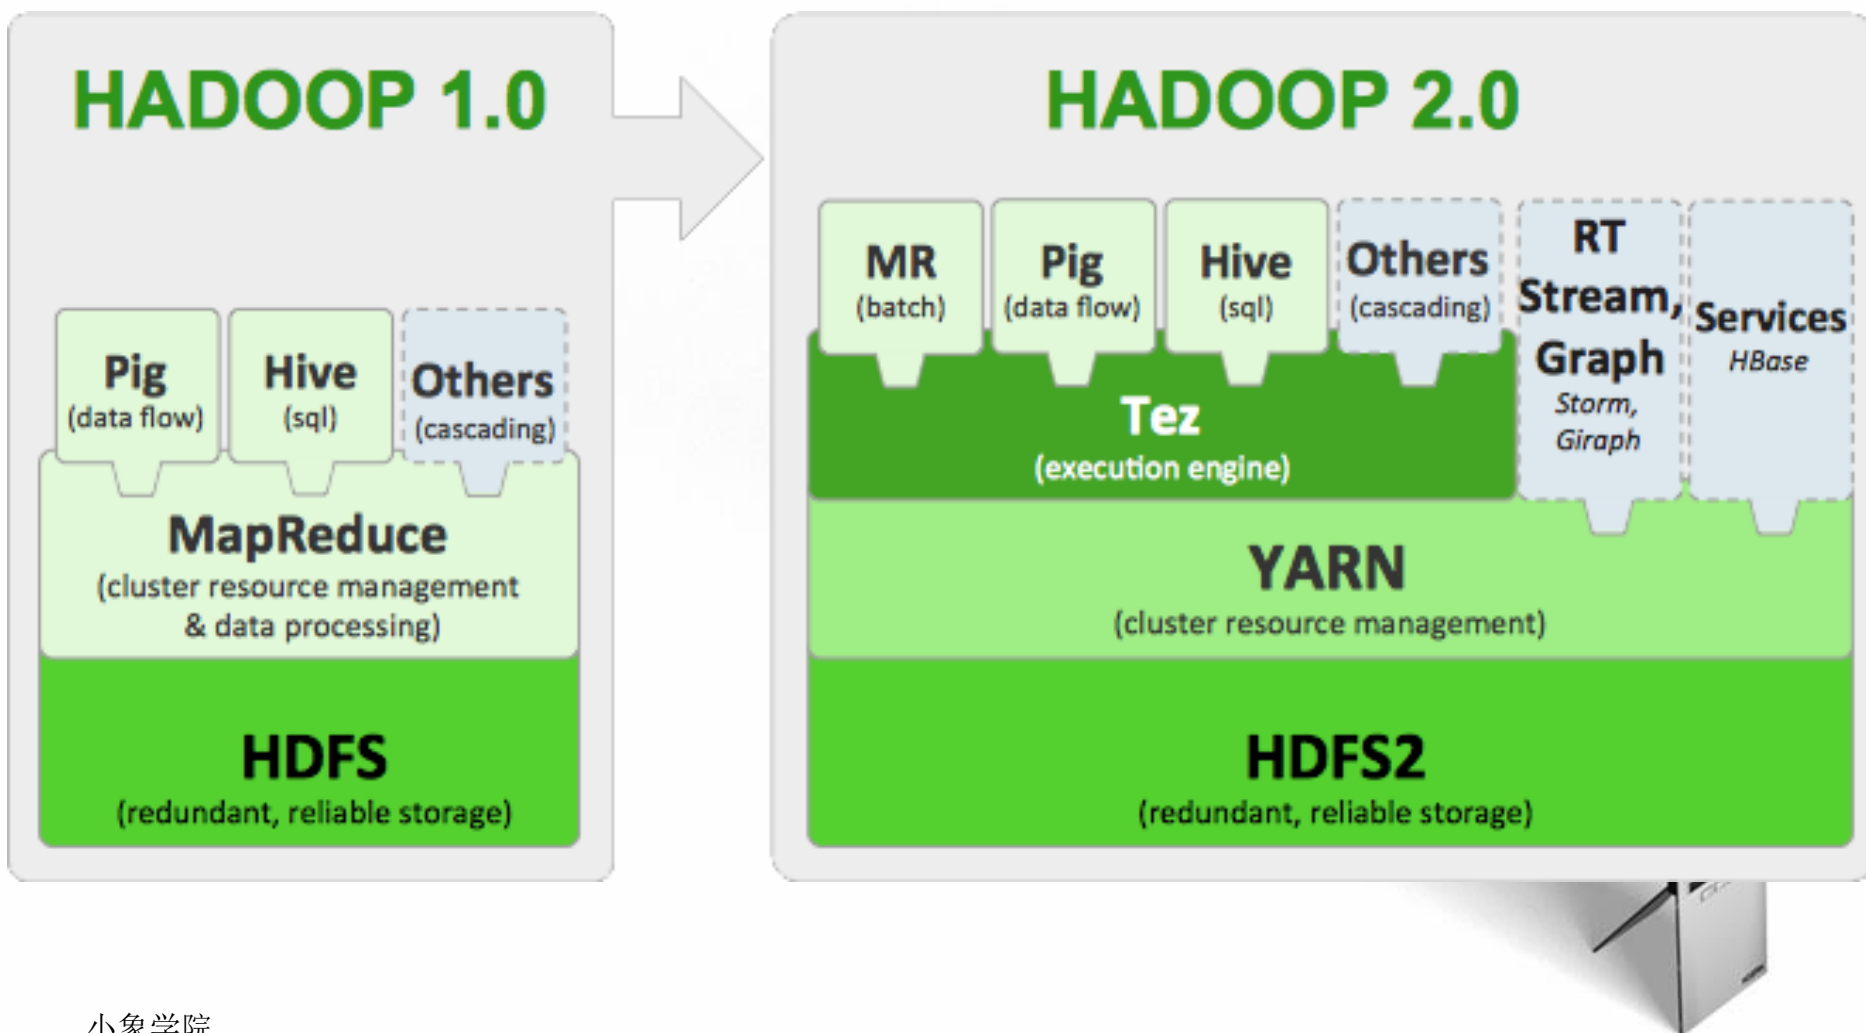 HADOOP 1.0
Pig
(data flow)
Hive
(sql)
Others
(cascading)
MapReduce
(cluster resource management
& data processing)
HDFS
(redundant, reliable storage)
HADOOP 2.0
MR
(batch)
Pig
(data flow)
Hive
(sql)
Others
(cascading)
RT
Stream,
Graph
Storm,
Giraph
Services
HBase
Tez
(execution engine)
YARN
(cluster resource management)
HDFS2
(redundant, reliable storage)
小象学院